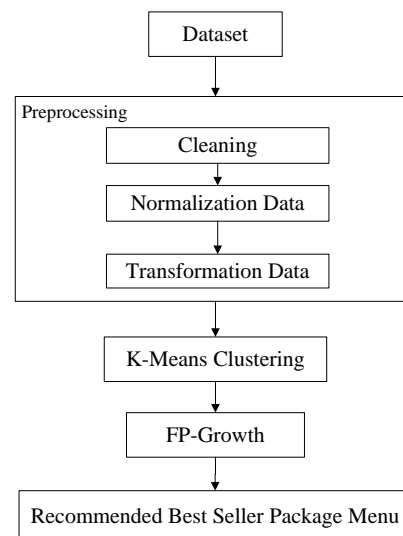 Dataset
Preprocessing
Cleaning
Normalization Data
Transformation Data
K-Means Clustering
FP-Growth
Recommended Best Seller Package Menu